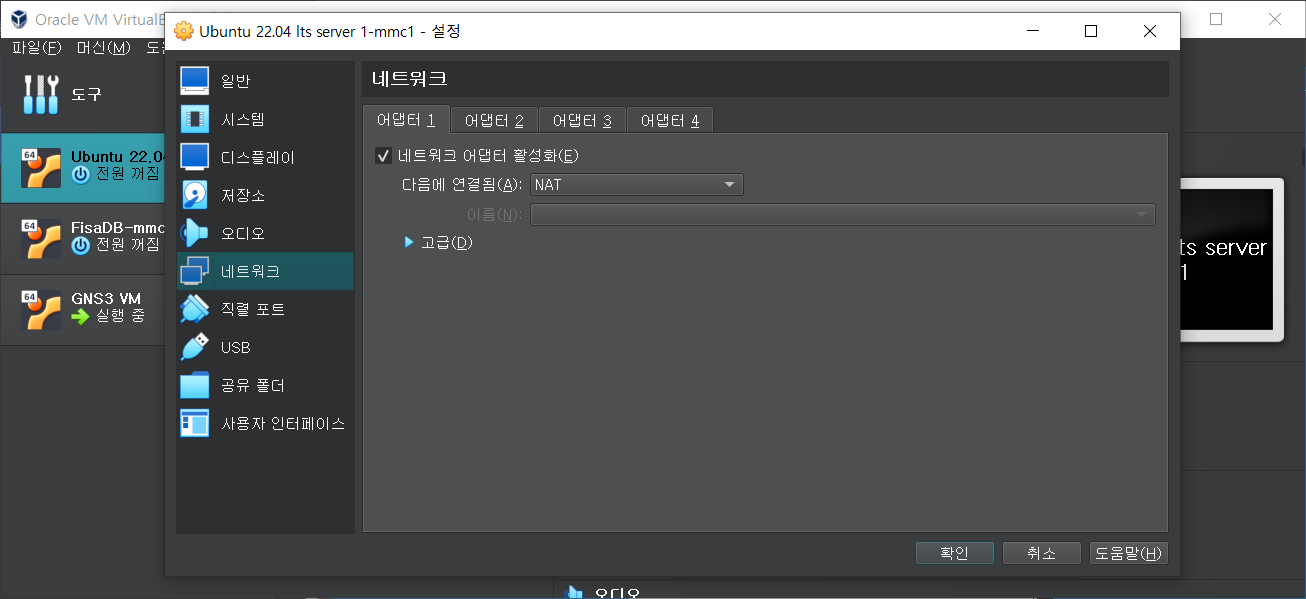 Oracle VM VirtualB
Ubuntu 22.04 lts server 1-mmc1 - 설정
파일(F) 머신(M) 도
도구
64
Ubuntu 22.04
전원 꺼짐
64
FisaDB-mmc
전원 꺼짐
64
GNS3 VM
실행 중
일반
시스템
디스플레이
저장소
오디오
네트워크
직렬 포트
USB
공유 폴더
사용자 인터페이스
네트워크
어댑터 1 어댑터 2 어댑터 3 어댑터 4
네트워크 어댑터 활성화(E)
다음에 연결됨(A): NAT
이름(N):
고급(D)
확인 취소 도움말(H)
lts server
1
오디오